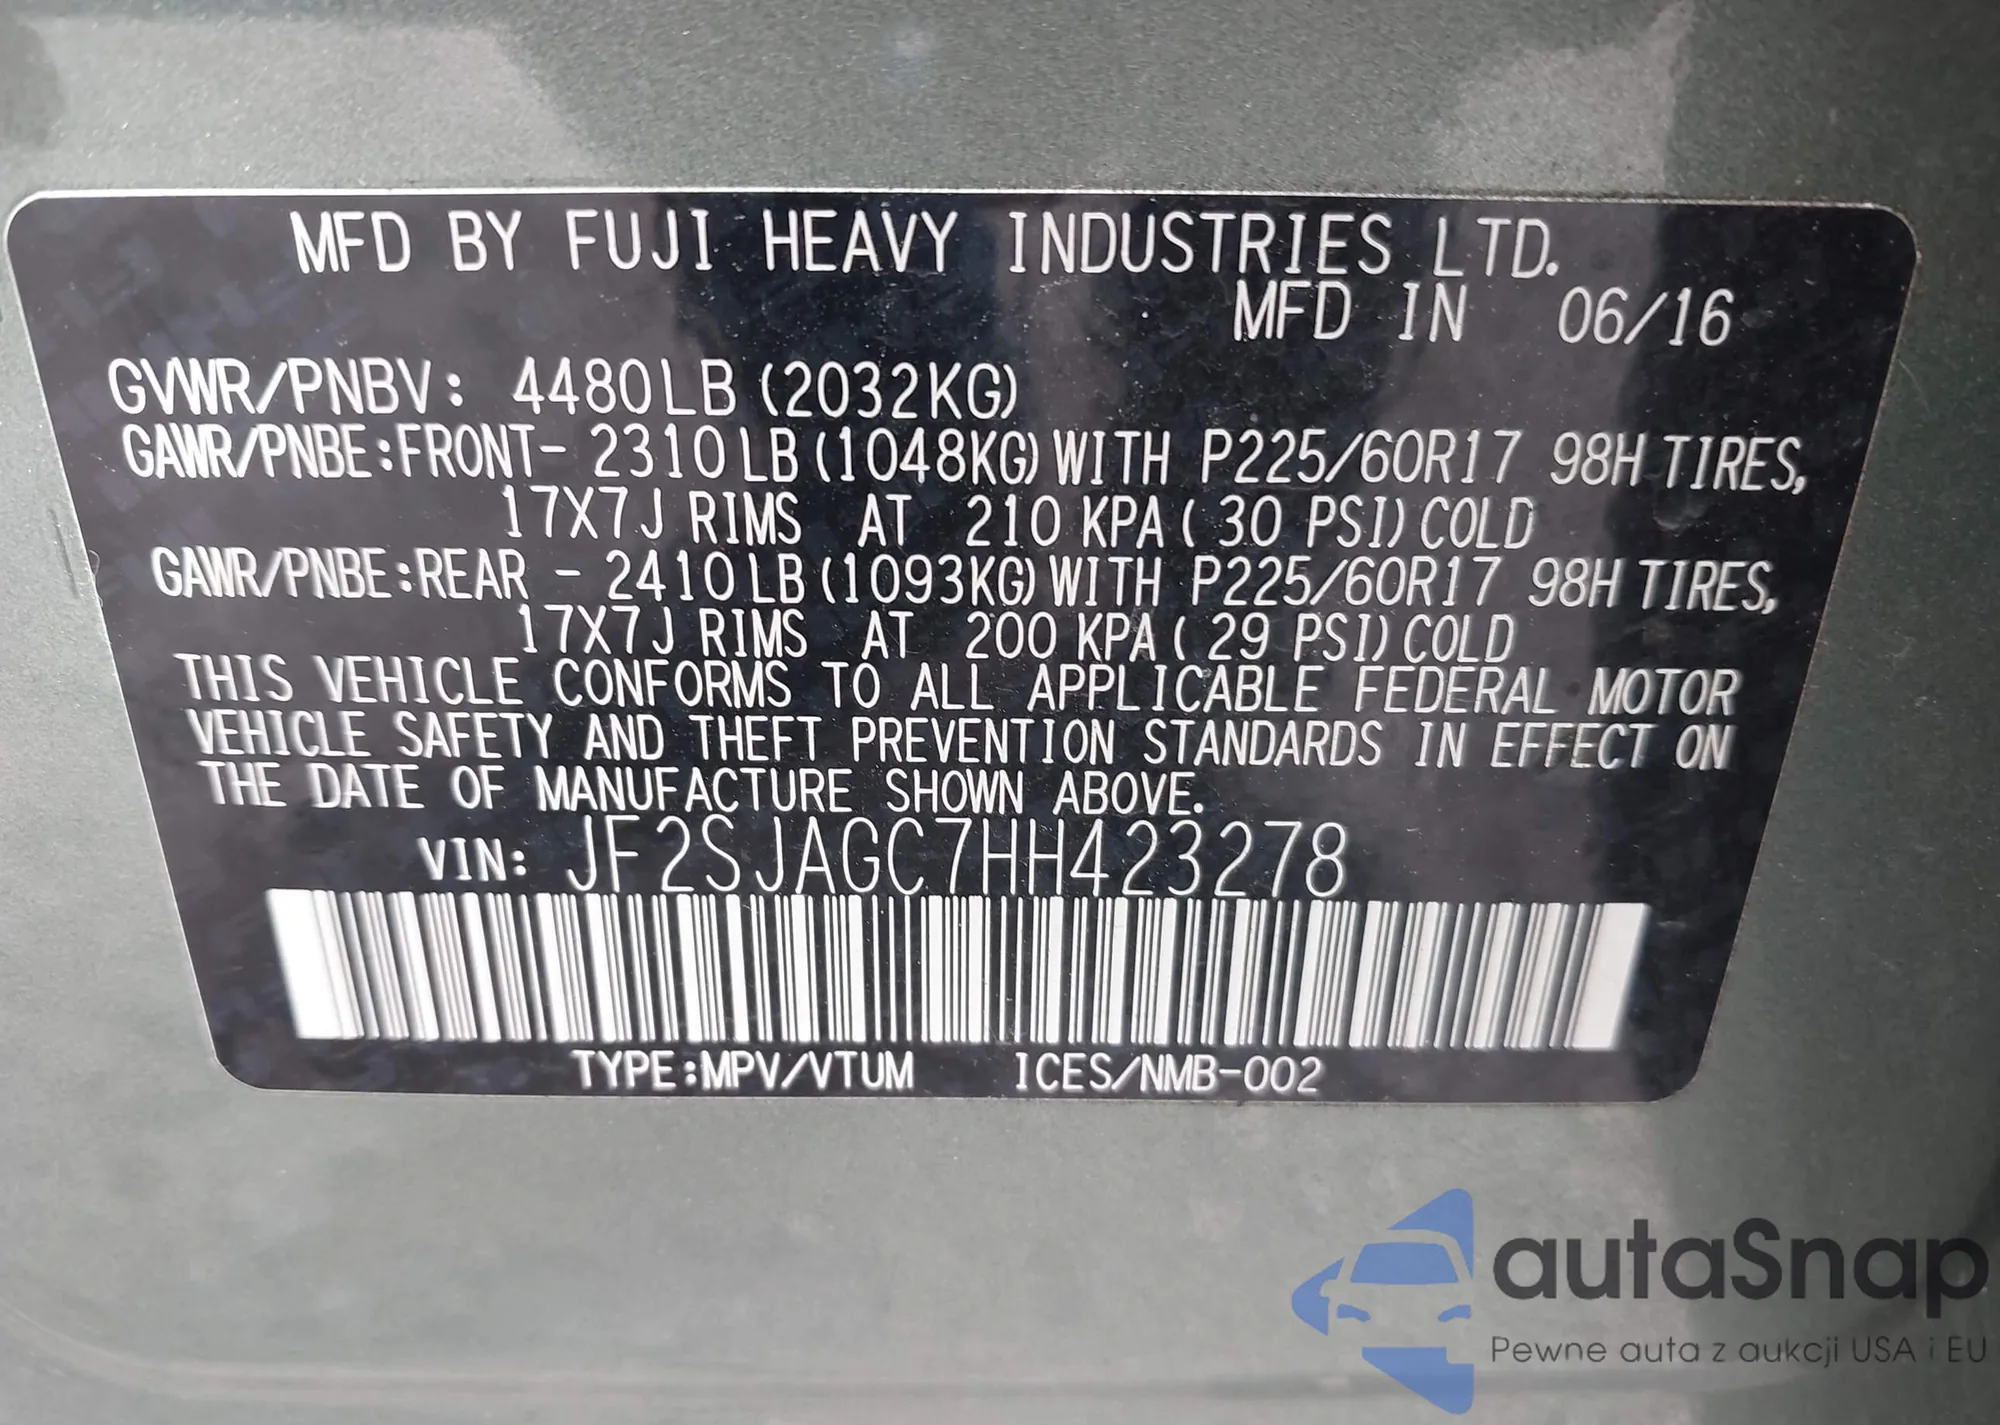 MFD BY FUJI HEAVY INDUSTRIES LTD.
MFD IN 06/16
GVWR/PNBV: 4480LB (2032KG)
GAWR/PNBE:FRONT- 2310LB (1048KG) WITH P225/60R17 98H TIRES,
17X7J RIMS AT 210 KPA ( 30 PSI) COLD
GAWR/PNBE:REAR - 2410LB (1093KG) WITH P225/60R17 98H TIRES,
17X7J RIMS AT 200 KPA ( 29 PSI) COLD
THIS VEHICLE CONFORMS TO ALL APPLICABLE FEDERAL MOTOR
VEHICLE SAFETY AND THEFT PREVENTION STANDARDS IN EFFECT ON
THE DATE OF MANUFACTURE SHOWN ABOVE.
VIN: JF2SJAGC7HH423278
TYPE:MPV/VTUM ICES/NMB-002
autaSnap
Pewne auta z aukcji USA i EU